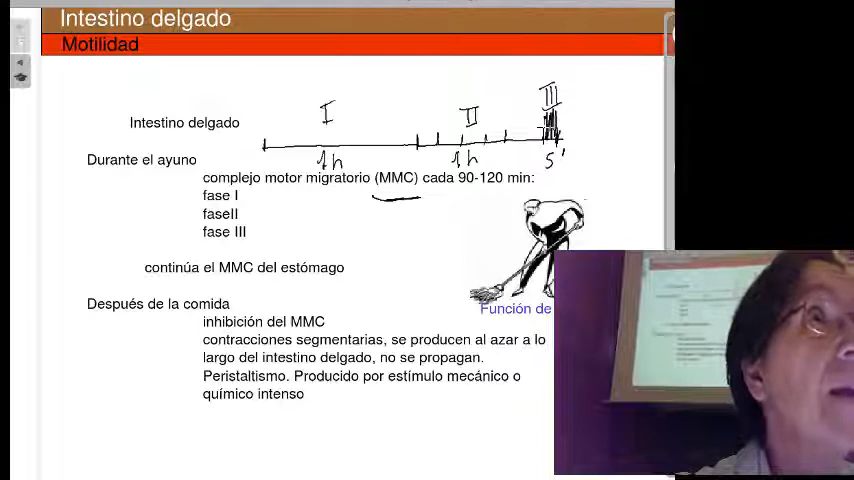 Intestino delgado
Motilidad
I II III
Intestino delgado
1h 1h 5'
Durante el ayuno
complejo motor migratorio (MMC) cada 90-120 min:
fase I
faseII
fase III
continúa el MMC del estómago
Función de
Después de la comida
inhibición del MMC
contracciones segmentarias, se producen al azar a lo
largo del intestino delgado, no se propagan.
Peristaltismo. Producido por estímulo mecánico o
químico intenso